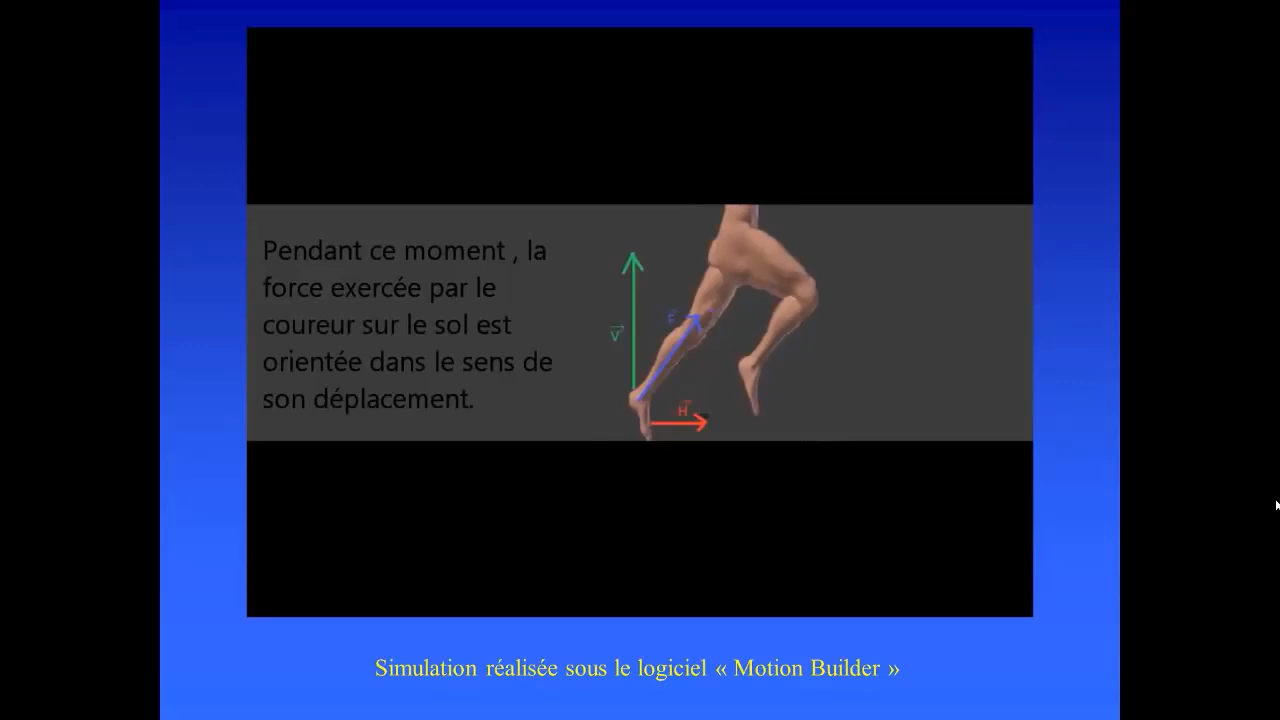 Pendant ce moment , la
force exercée par le
coureur sur le sol est
orientée dans le sens de
son déplacement.
V
F
H
Simulation réalisée sous le logiciel « Motion Builder »